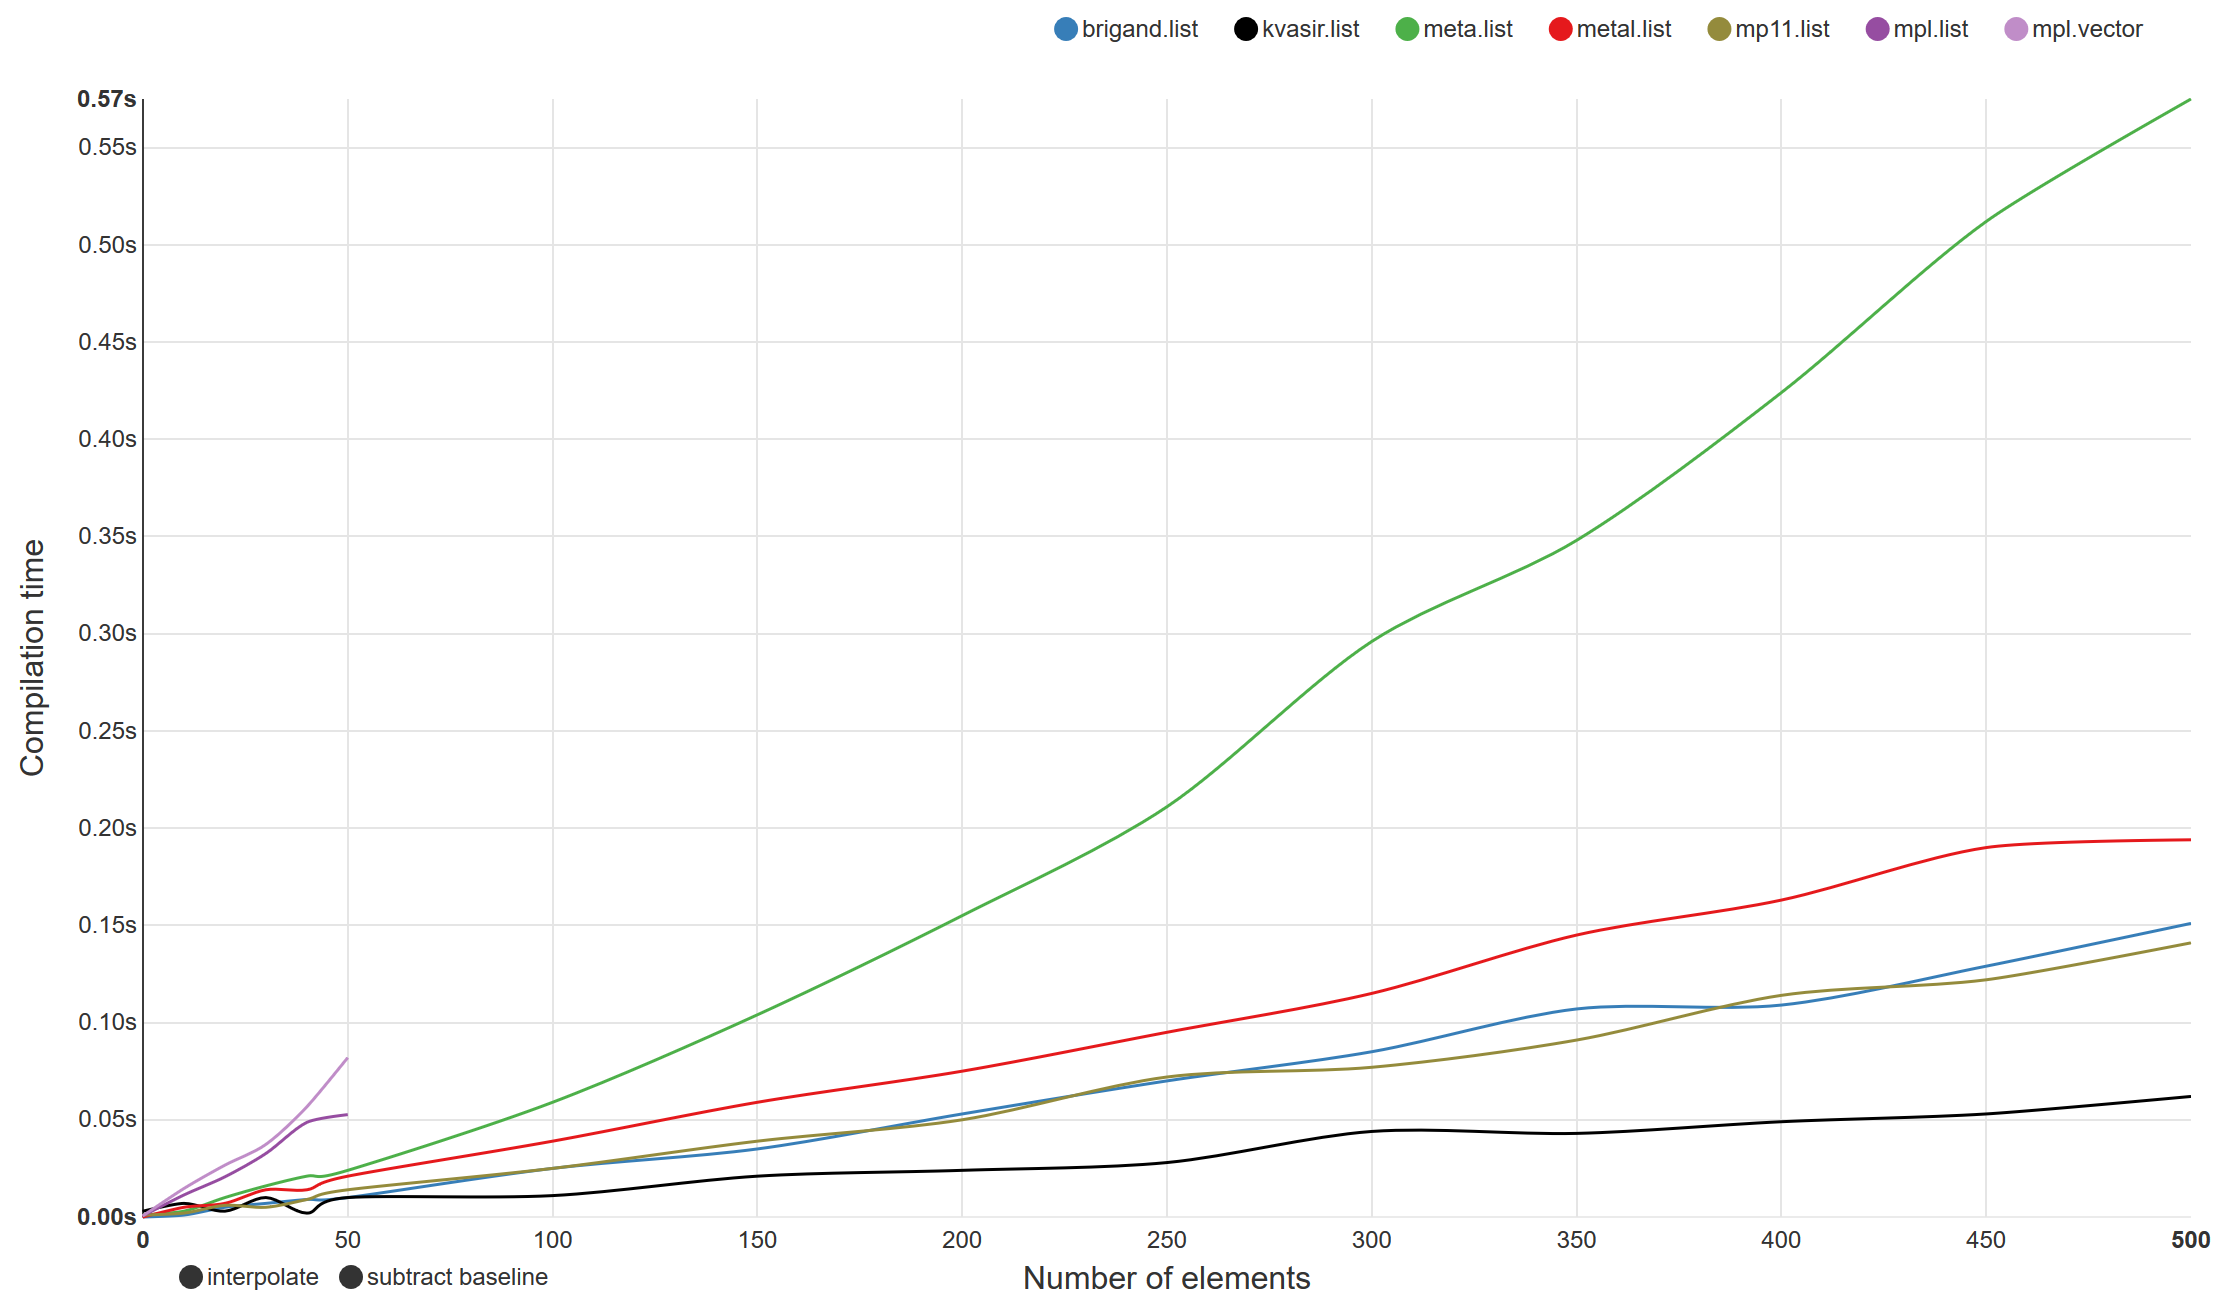 brigand.list kvasir.list meta.list metal.list mp11.list mpl.list mpl.vector
0.57s
0.55s
0.50s
0.45s
0.40s
0.35s
0.30s
0.25s
0.20s
0.15s
0.10s
0.05s
0.00s
Compilation time
0 50 100 150 200 250 300 350 400 450 500
interpolate subtract baseline
Number of elements